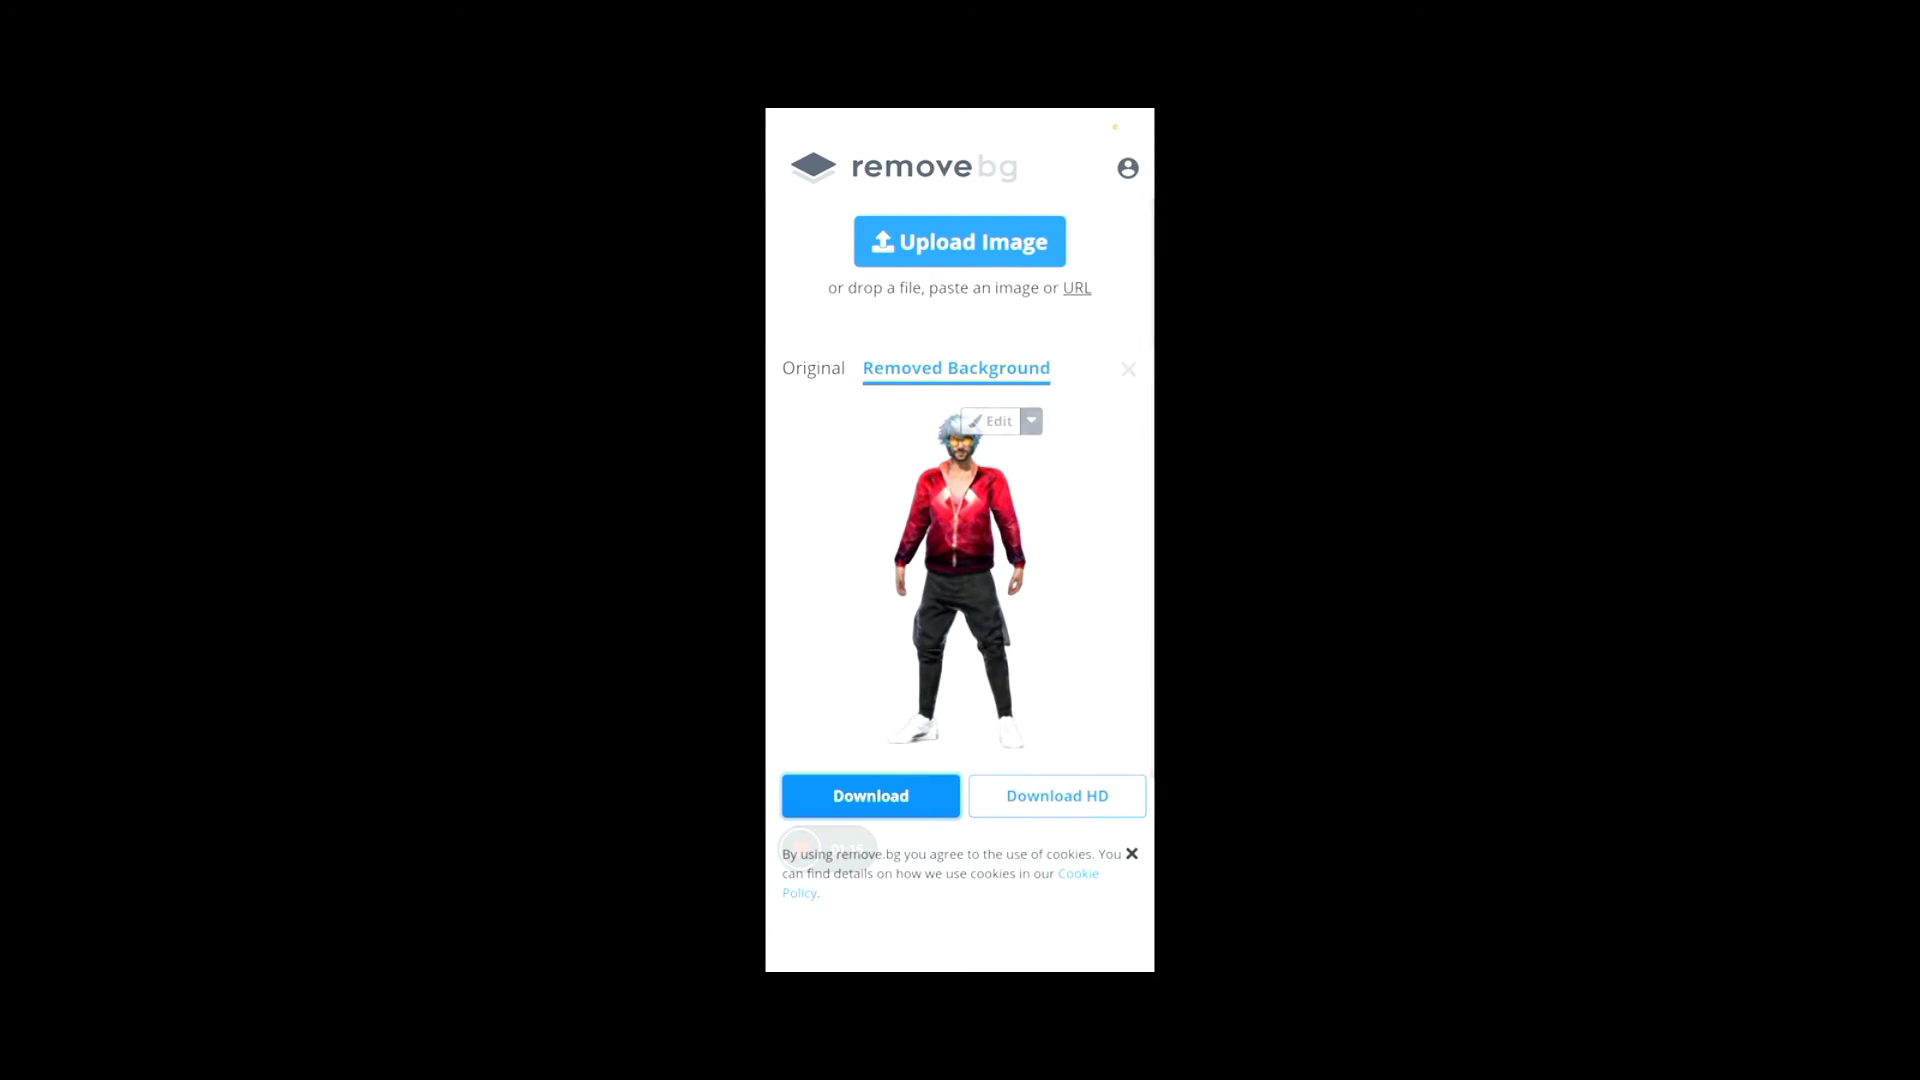 remove bg
Upload Image
or drop a file, paste an image or URL
Original Removed Background
Edit
Download Download HD
By using remove.bg you agree to the use of cookies. You
can find details on how we use cookies in our Cookie
Policy.